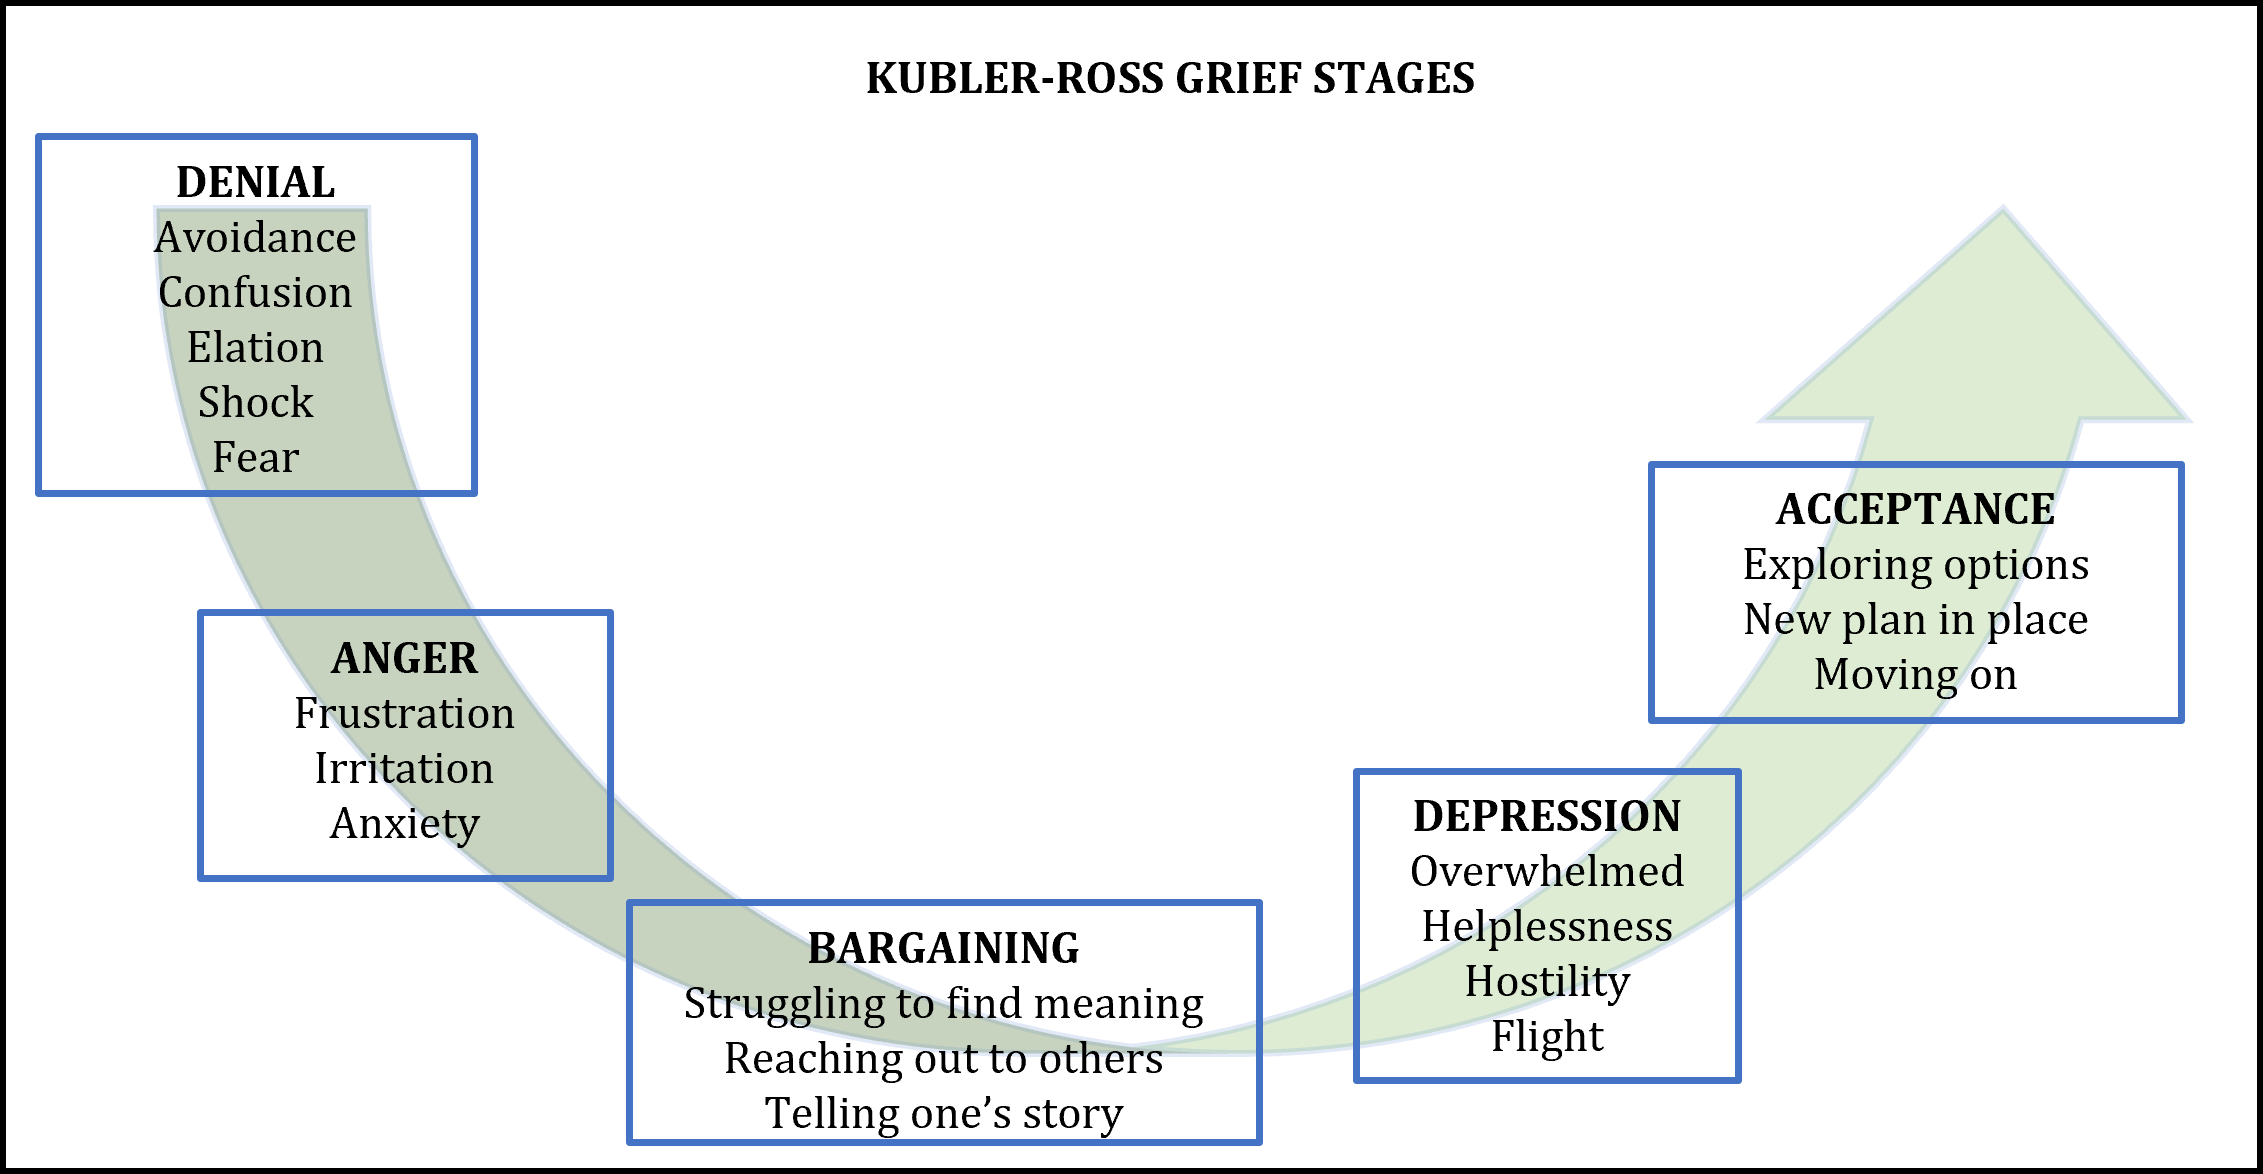 KUBLER-ROSS GRIEF STAGES
DENIAL
Avoidance
Confusion
Elation
Shock
Fear
ANGER
Frustration
Irritation
Anxiety
BARGAINING
Struggling to find meaning
Reaching out to others
Telling one’s story
DEPRESSION
Overwhelmed
Helplessness
Hostility
Flight
ACCEPTANCE
Exploring options
New plan in place
Moving on